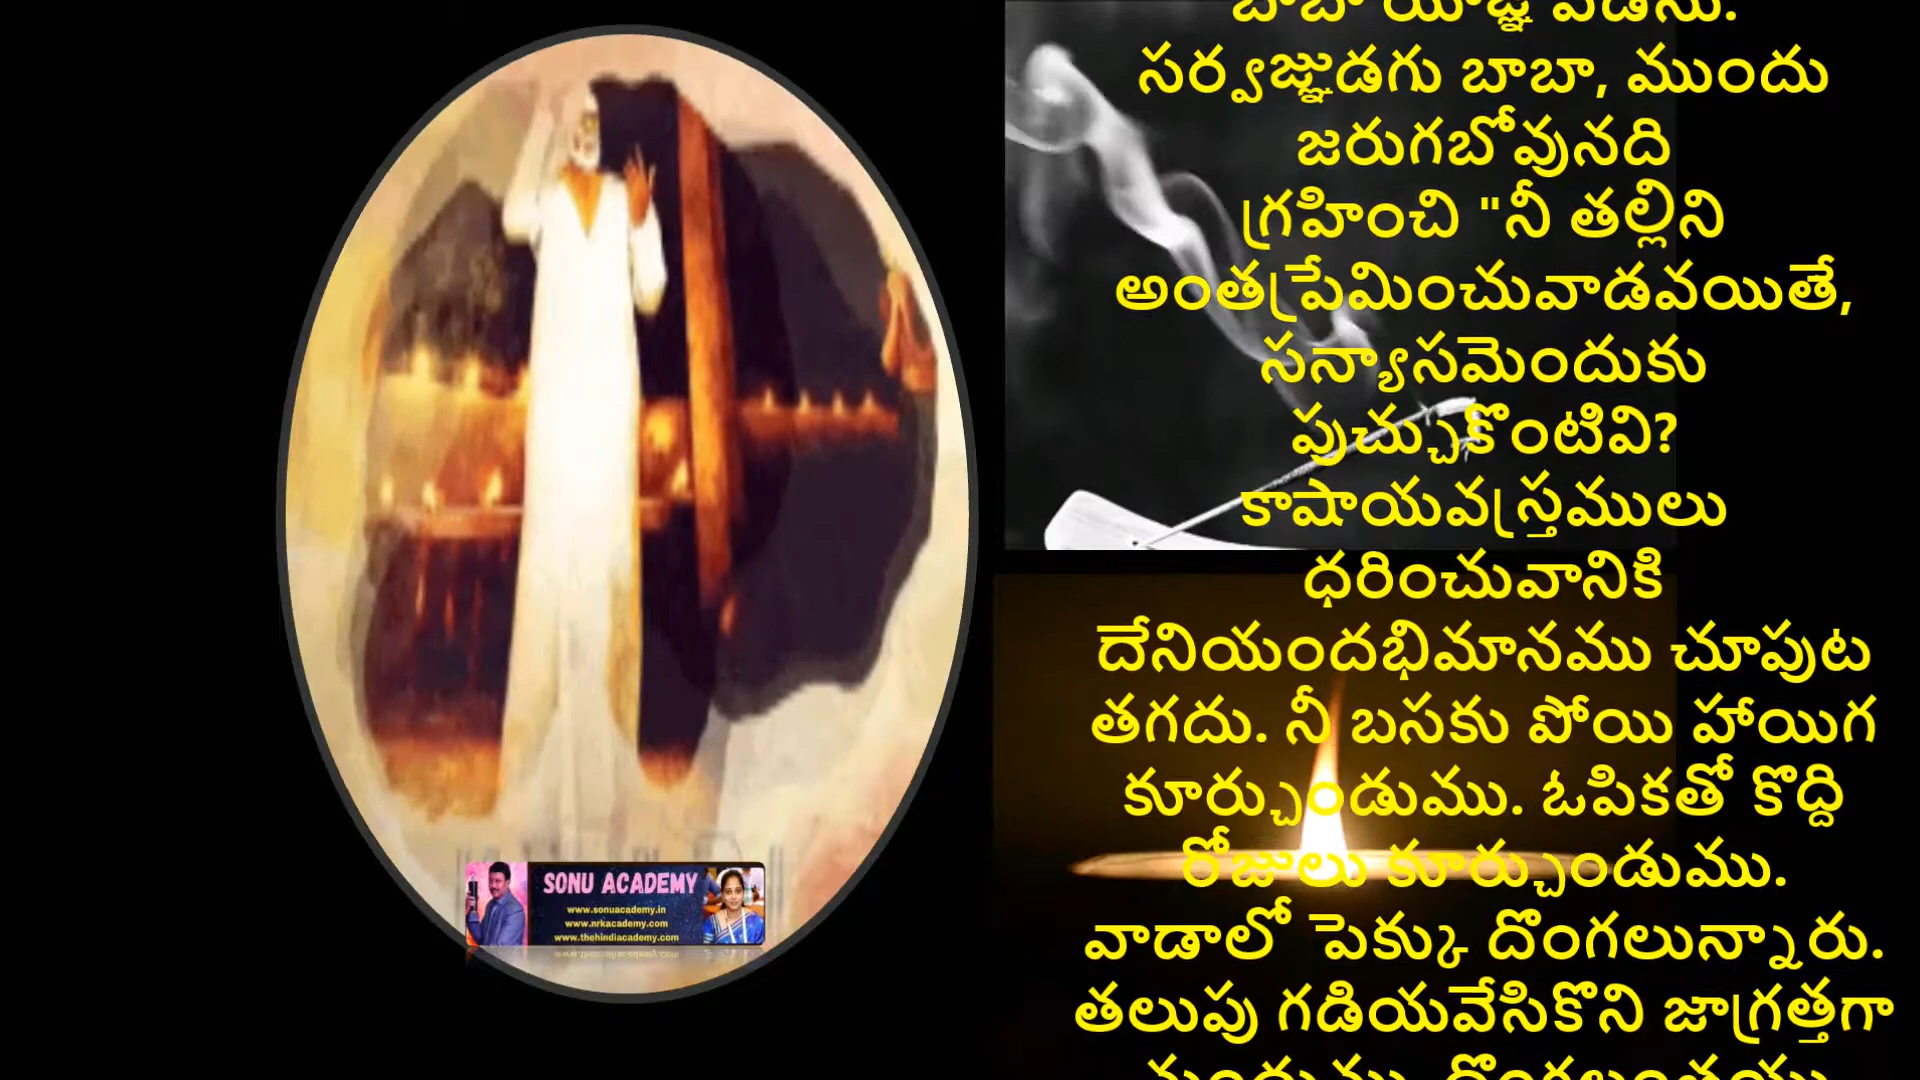 సర్వజ్ఞుడగు బాబా, ముందు
జరుగబోవునది
గ్రహించి "నీ తల్లిని
అంతప్రేమించువాడవయితే,
సన్యాసమెందుకు
పుచ్చుకొంటివి?
కాషాయవస్త్రములు
ధరించువానికి
దేనియందభిమానము చూపుట
తగదు. నీ బసకు పోయి హాయిగ
కూర్చుండుము. ఓపికతో కొద్ది
రోజులు కూర్చుండుము.
వాడాలో పెక్కు దొంగలున్నారు.
తలుపు గడియవేసికొని జాగ్రత్తగా
SONU ACADEMY
www.sonuacademy.in
www.nrkacademy.com
www.thehindiacademy.com